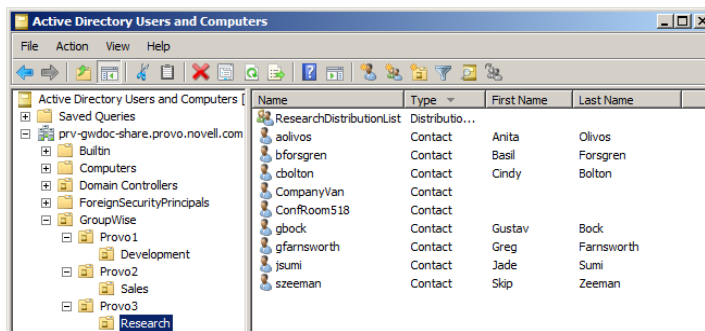 Active Directory Users and Computers
File Action View Help
Active Directory Users and Computers [
Saved Queries
prv-gwdoc-share.provo.novell.com
Builtin
Computers
Domain Controllers
ForeignSecurityPrincipals
GroupWise
Provo1
Development
Provo2
Sales
Provo3
Research
Name Type First Name Last Name
ResearchDistributionList Distributio...
aolivos Contact Anita Olivos
bforsgren Contact Basil Forsgren
cbolton Contact Cindy Bolton
CompanyVan Contact
ConfRoom518 Contact
gbock Contact Gustav Bock
gfarnsworth Contact Greg Farnsworth
jsumi Contact Jade Sumi
szeeman Contact Skip Zeeman